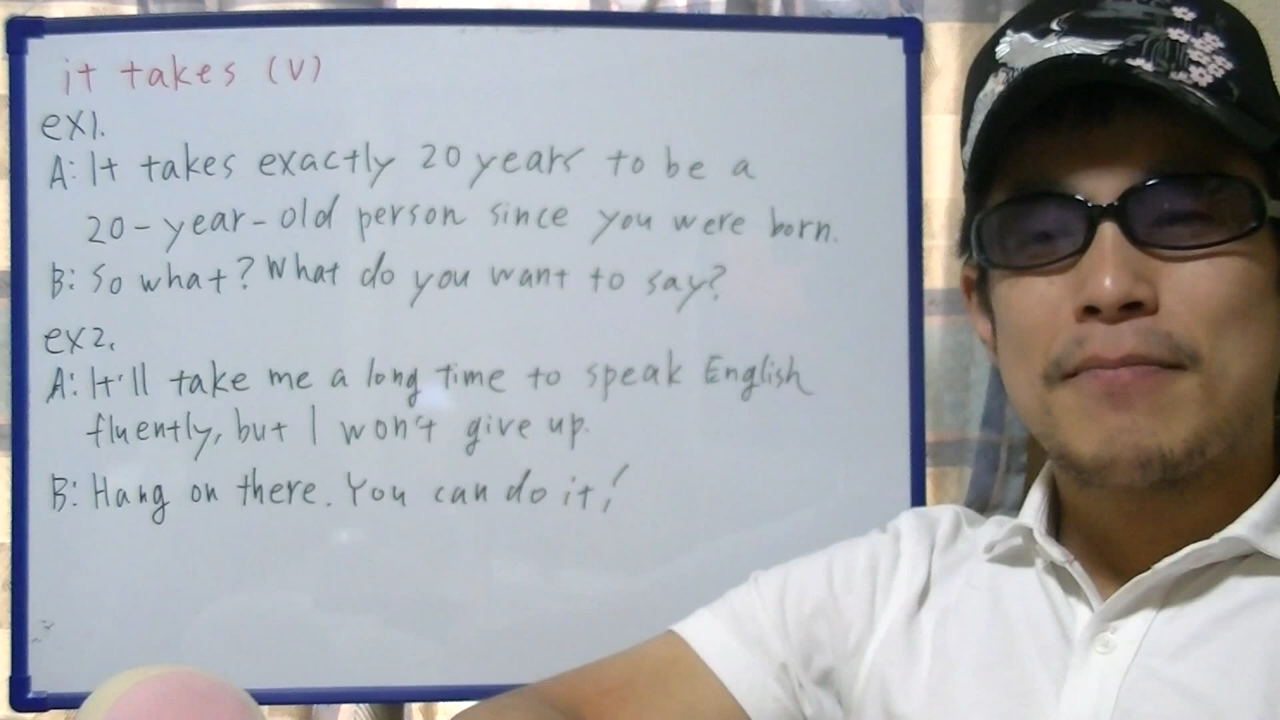 it takes (v)
ex1.
A: It takes exactly 20 years to be a
20-year-old person since you were born.
B: So what? What do you want to say?
ex2.
A: It'll take me a long time to speak English
fluently, but I won't give up.
B: Hang on there. You can do it!